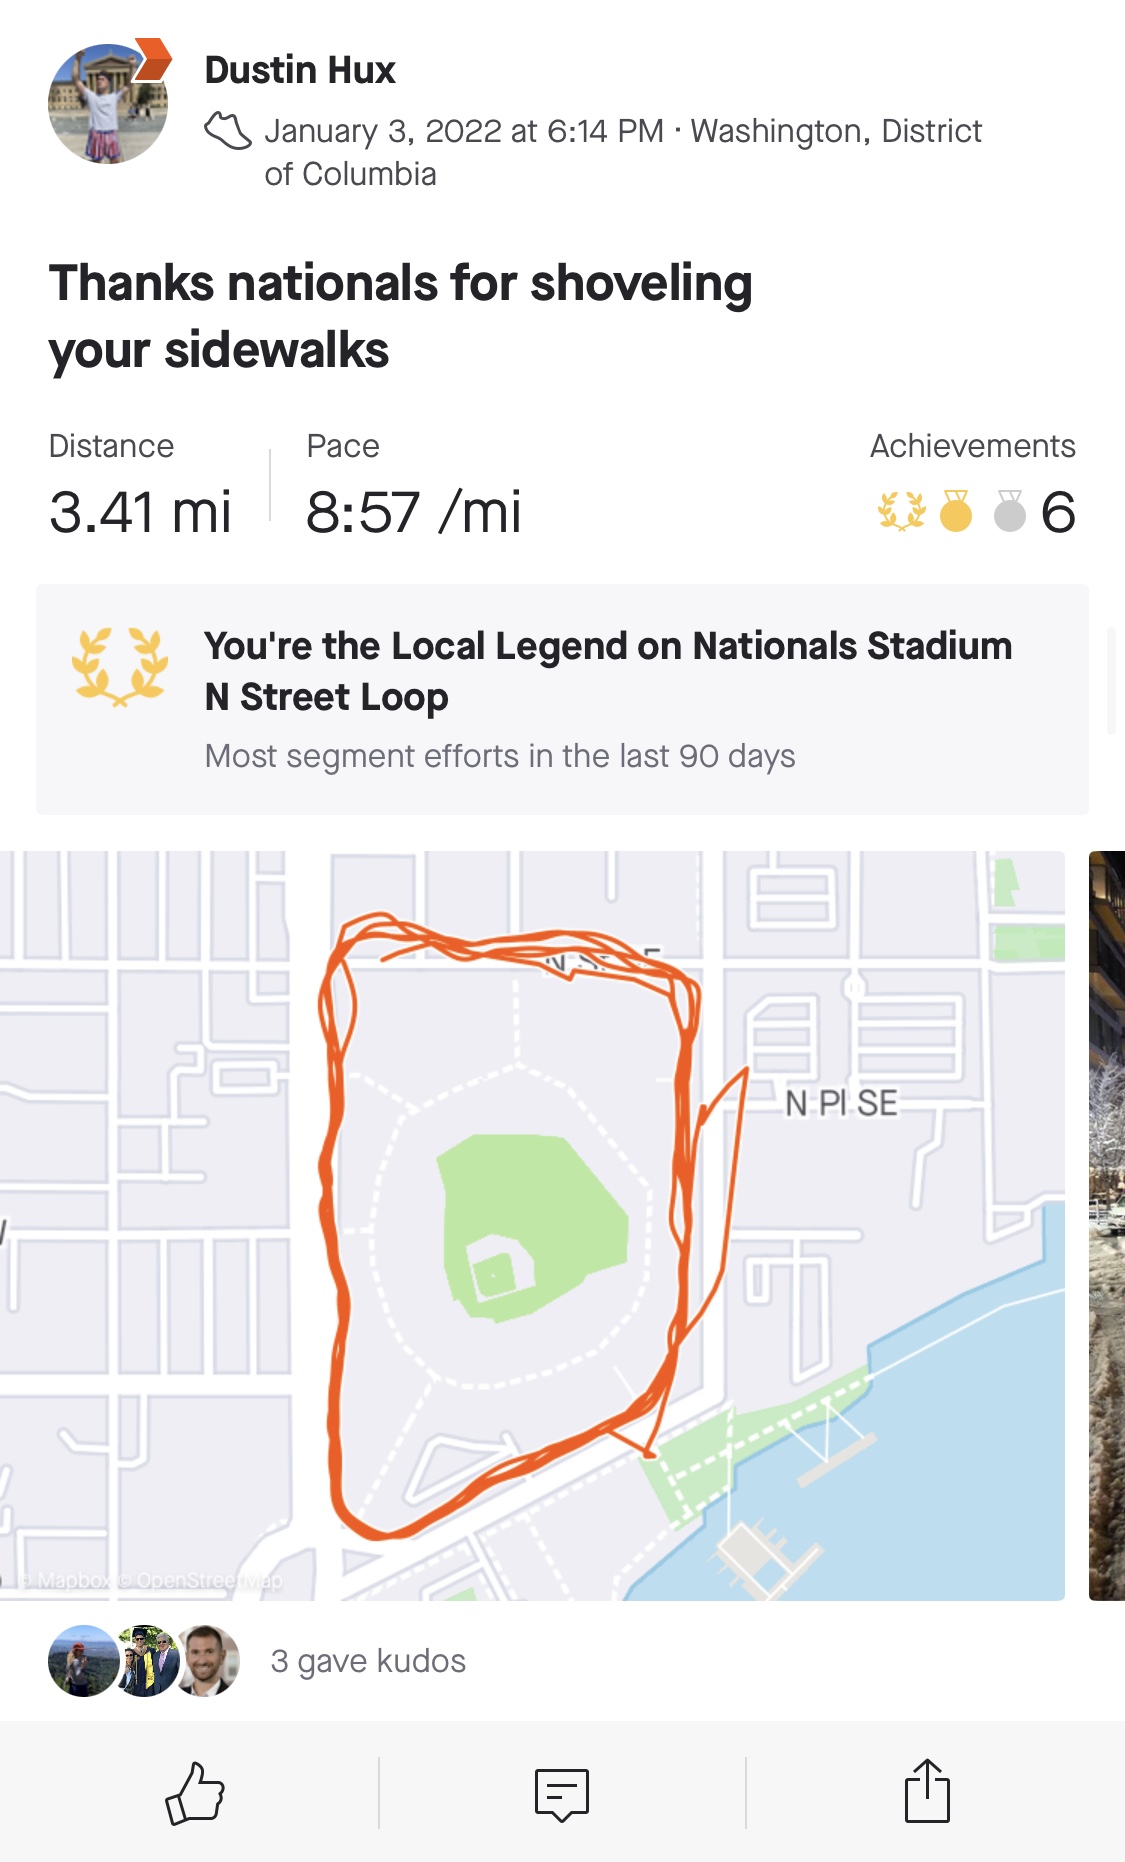 Dustin Hux
January 3, 2022 at 6:14 PM · Washington, District
of Columbia
Thanks nationals for shoveling
your sidewalks
Distance
Pace
Achievements
3.41 mi
8:57 /mi
6
You're the Local Legend on Nationals Stadium
N Street Loop
Most segment efforts in the last 90 days
N PI SE
© Mapbox © OpenStreetMap
3 gave kudos